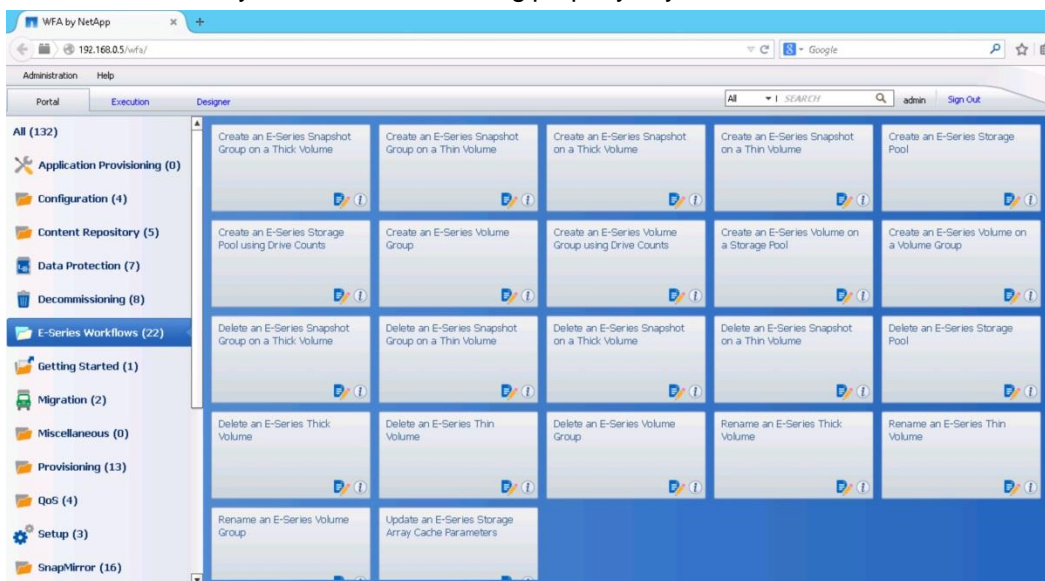 WFA by NetApp
192.168.0.5/wfa/
Google
Administration Help
Portal Execution Designer
All SEARCH admin Sign Out
All (132)
Application Provisioning (0)
Configuration (4)
Content Repository (5)
Data Protection (7)
Decommissioning (8)
E-Series Workflows (22)
Getting Started (1)
Migration (2)
Miscellaneous (0)
Provisioning (13)
QoS (4)
Setup (3)
SnapMirror (16)
Create an E-Series Snapshot
Group on a Thick Volume
Create an E-Series Snapshot
Group on a Thin Volume
Create an E-Series Snapshot
on a Thick Volume
Create an E-Series Snapshot
on a Thin Volume
Create an E-Series Storage
Pool
Create an E-Series Storage
Pool using Drive Counts
Create an E-Series Volume
Group
Create an E-Series Volume
Group using Drive Counts
Create an E-Series Volume on
a Storage Pool
Create an E-Series Volume on
a Volume Group
Delete an E-Series Snapshot
Group on a Thick Volume
Delete an E-Series Snapshot
Group on a Thin Volume
Delete an E-Series Snapshot
on a Thick Volume
Delete an E-Series Snapshot
on a Thin Volume
Delete an E-Series Storage
Pool
Delete an E-Series Thick
Volume
Delete an E-Series Thin
Volume
Delete an E-Series Volume
Group
Rename an E-Series Thick
Volume
Rename an E-Series Thin
Volume
Rename an E-Series Volume
Group
Update an E-Series Storage
Array Cache Parameters